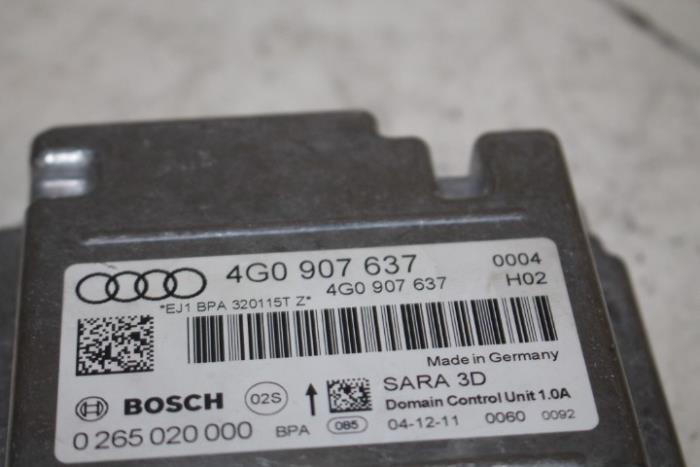 4G0 907 637 0004
4G0 907 637 H02
*EJ1 BPA 320115T Z*
Made in Germany
SARA 3D
BOSCH 02S Domain Control Unit 1.0A
0 265 020 000 BPA 085 04-12-11 0060 0092